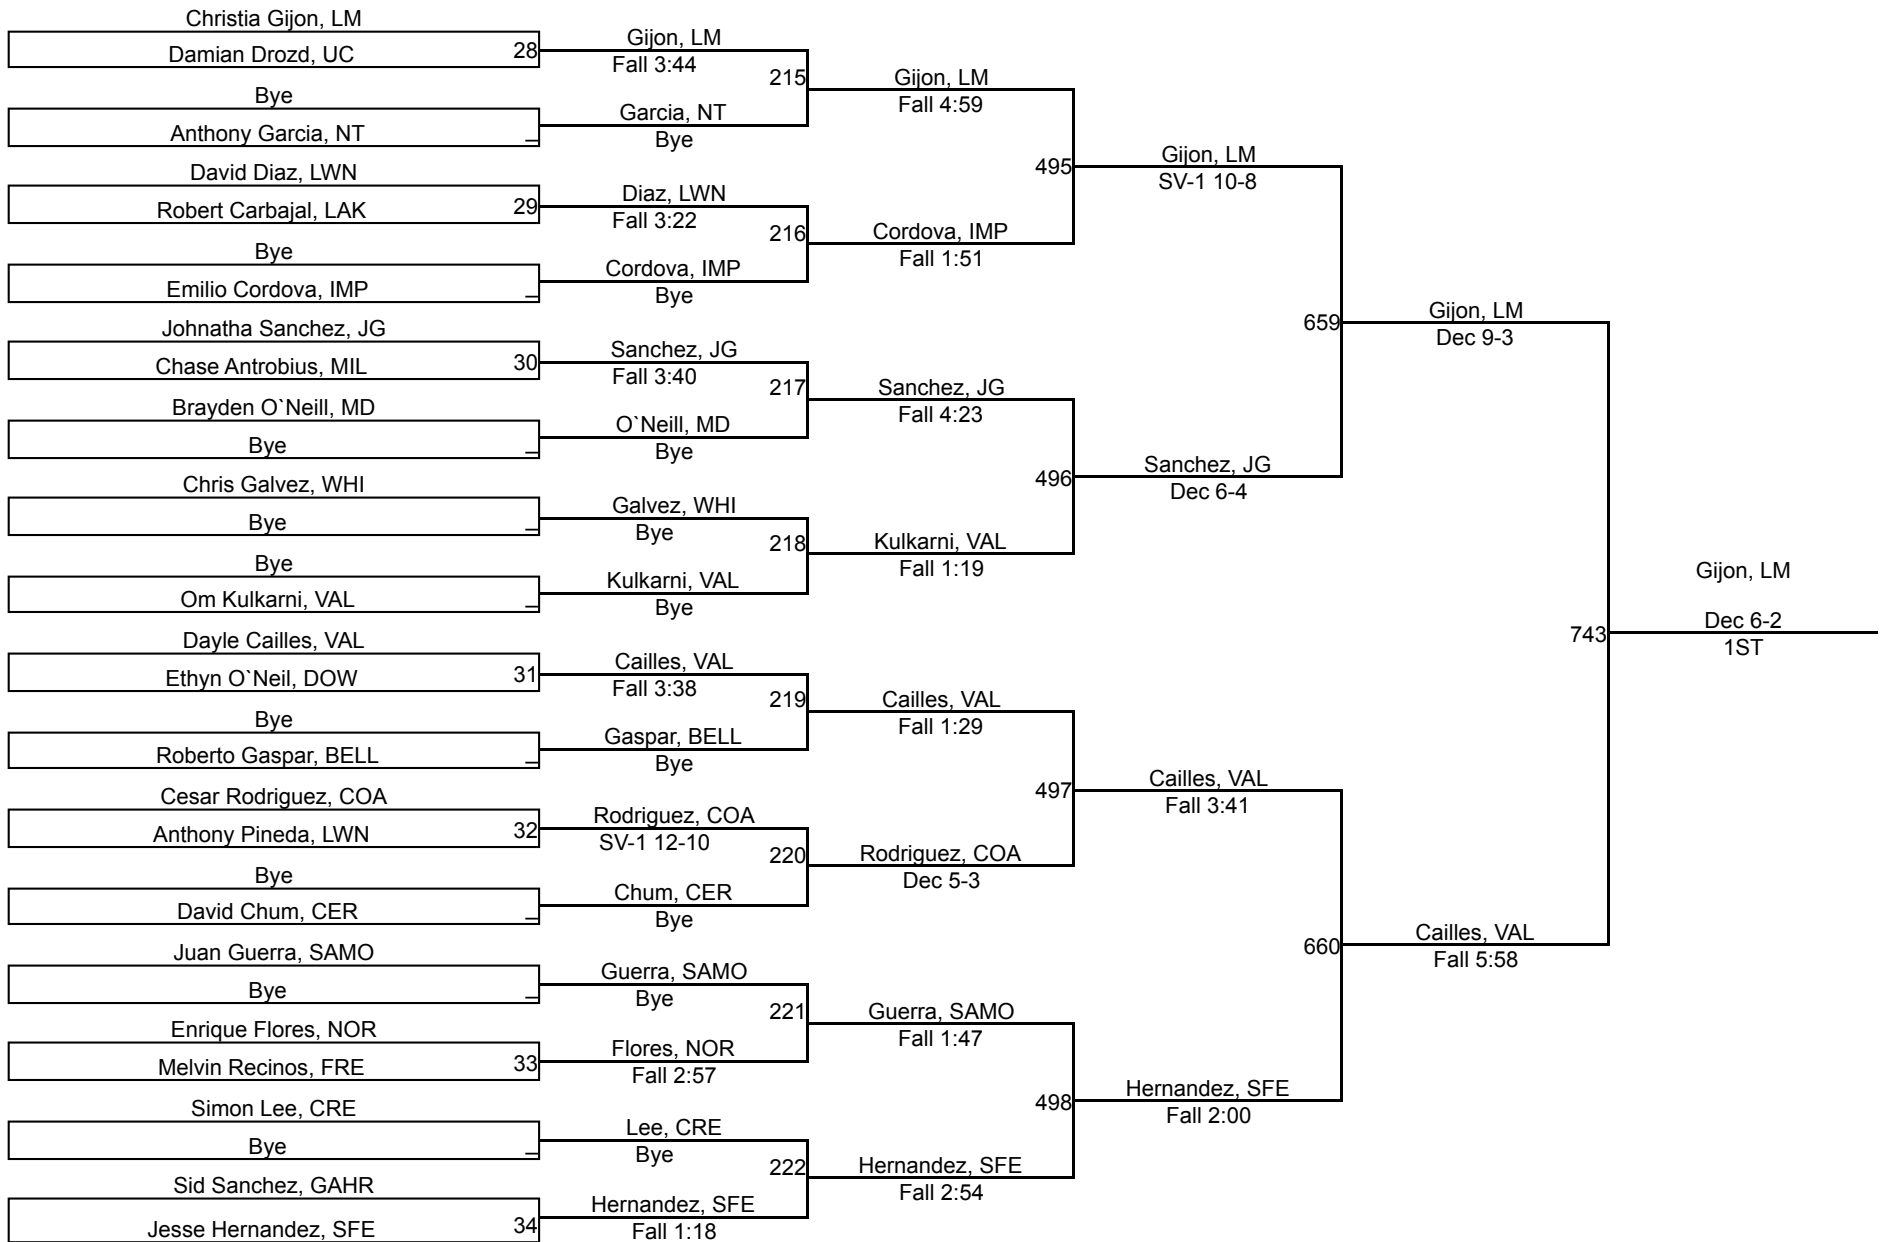 Christia Gijon, LM
Damian Drozd, UC
28
Bye
Anthony Garcia, NT
_
David Diaz, LWN
Robert Carbajal, LAK
29
Bye
Emilio Cordova, IMP
_
Johnatha Sanchez, JG
Chase Antrobius, MIL
30
Brayden O`Neill, MD
Bye
_
Chris Galvez, WHI
Bye
_
Bye
Om Kulkarni, VAL
_
Dayle Cailles, VAL
Ethyn O`Neil, DOW
31
Bye
Roberto Gaspar, BELL
_
Cesar Rodriguez, COA
Anthony Pineda, LWN
32
Bye
David Chum, CER
_
Juan Guerra, SAMO
Bye
_
Enrique Flores, NOR
Melvin Recinos, FRE
33
Simon Lee, CRE
Bye
_
Sid Sanchez, GAHR
Jesse Hernandez, SFE
34
Gijon, LM
Fall 3:44
215
Garcia, NT
Bye
Diaz, LWN
Fall 3:22
216
Cordova, IMP
Bye
Sanchez, JG
Fall 3:40
217
O`Neill, MD
Bye
Galvez, WHI
Bye
218
Kulkarni, VAL
Bye
Cailles, VAL
Fall 3:38
219
Gaspar, BELL
Bye
Rodriguez, COA
SV-1 12-10
220
Chum, CER
Bye
Guerra, SAMO
Bye
221
Flores, NOR
Fall 2:57
Lee, CRE
Bye
222
Hernandez, SFE
Fall 1:18
Gijon, LM
Fall 4:59
495
Cordova, IMP
Fall 1:51
Sanchez, JG
Fall 4:23
496
Kulkarni, VAL
Fall 1:19
Cailles, VAL
Fall 1:29
497
Rodriguez, COA
Dec 5-3
Guerra, SAMO
Fall 1:47
498
Hernandez, SFE
Fall 2:54
Gijon, LM
SV-1 10-8
659
Sanchez, JG
Dec 6-4
Cailles, VAL
Fall 3:41
660
Hernandez, SFE
Fall 2:00
Gijon, LM
Dec 9-3
743
Cailles, VAL
Fall 5:58
Gijon, LM
Dec 6-2
1ST